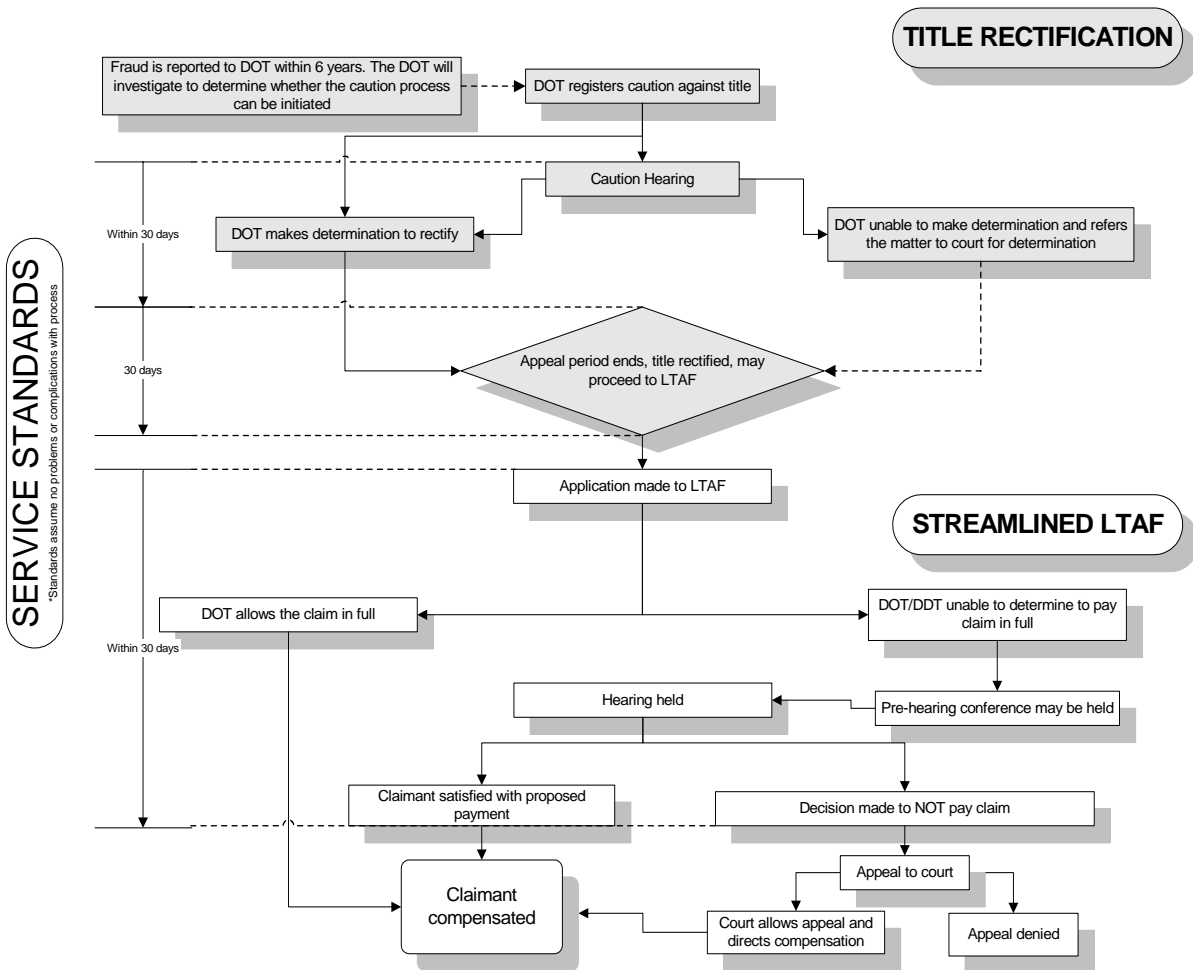 TITLE RECTIFICATION
Fraud is reported to DOT within 6 years. The DOT will
investigate to determine whether the caution process
can be initiated
DOT registers caution against title
Caution Hearing
Within 30 days
DOT makes determination to rectify
DOT unable to make determination and refers
the matter to court for determination
SERVICE STANDARDS
*Standards assume no problems or complications with process
30 days
Appeal period ends, title rectified, may
proceed to LTAF
Application made to LTAF
STREAMLINED LTAF
DOT allows the claim in full
DOT/DDT unable to determine to pay
claim in full
Within 30 days
Hearing held
Pre-hearing conference may be held
Claimant satisfied with proposed
payment
Decision made to NOT pay claim
Appeal to court
Claimant
compensated
Court allows appeal and
directs compensation
Appeal denied